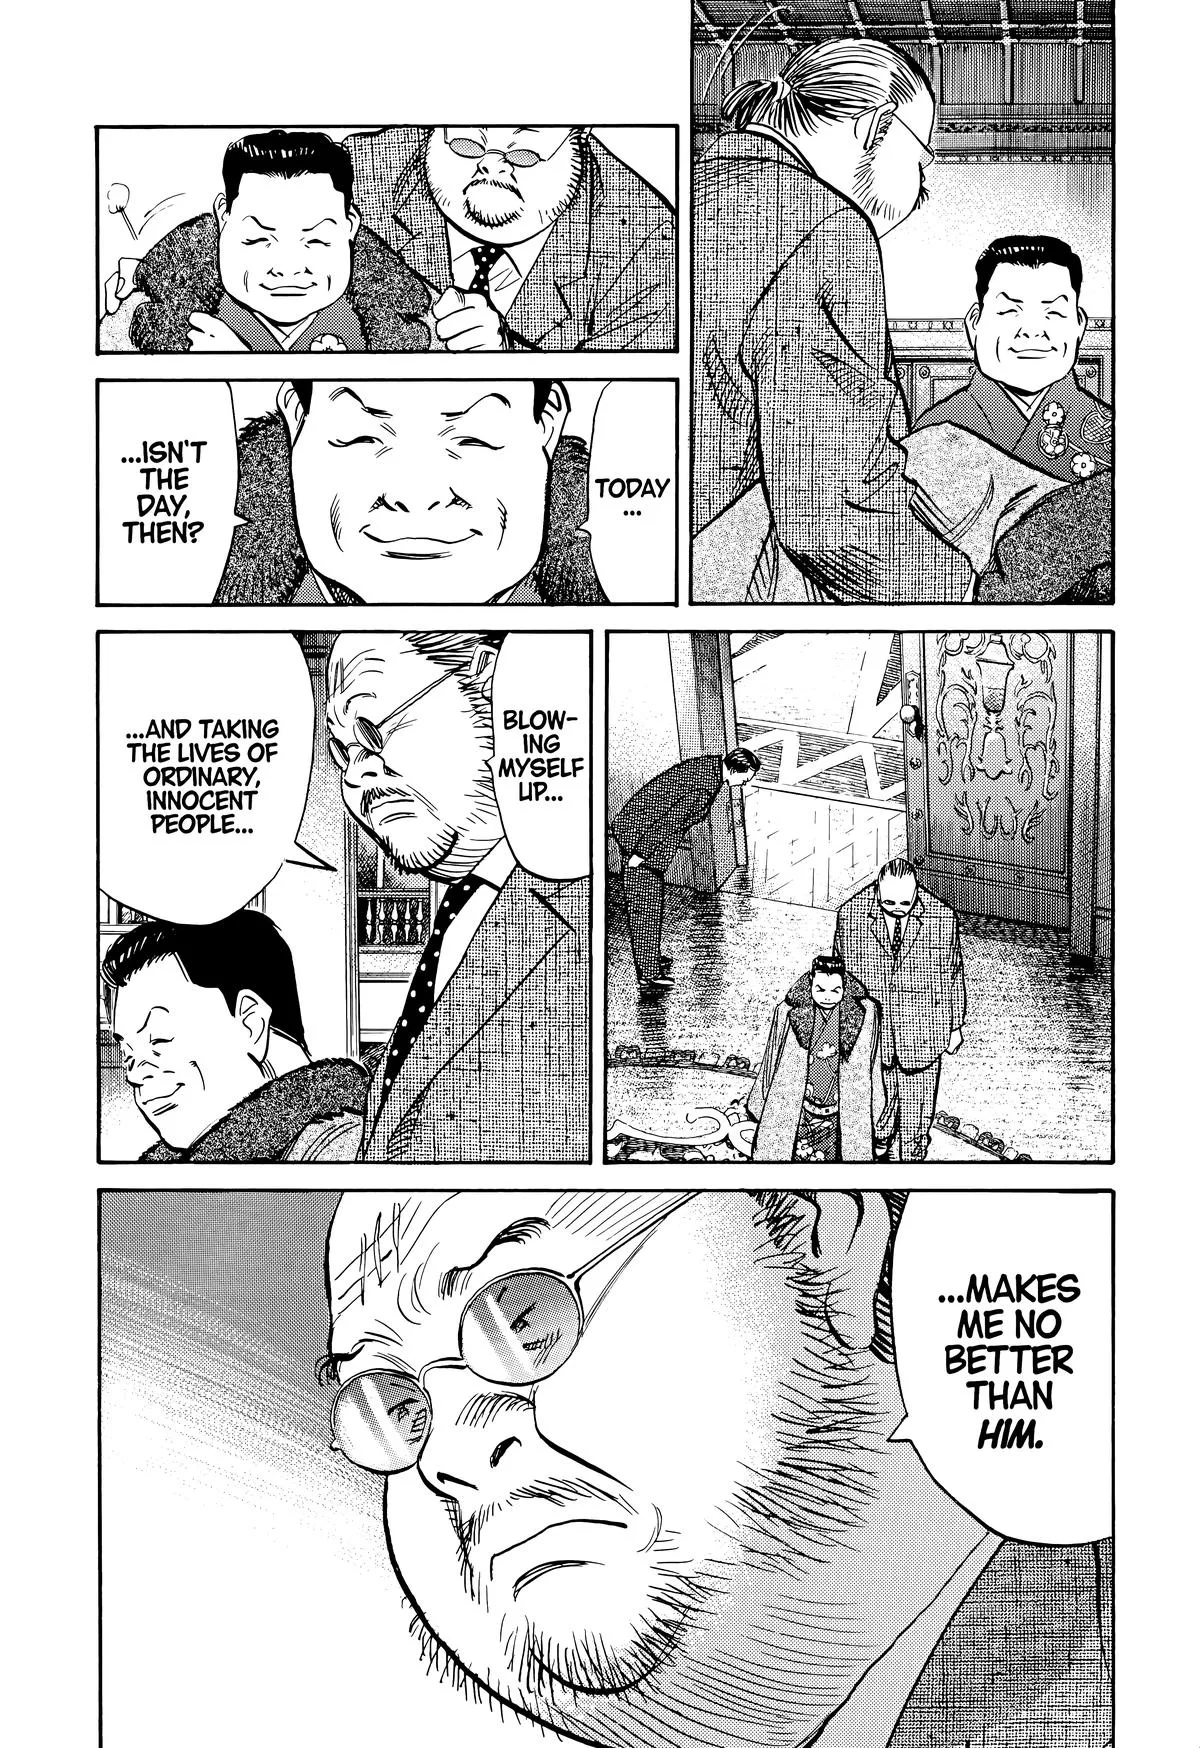 TODAY
...
...ISN'T
THE
DAY,
THEN?
BLOW-
ING
MYSELF
UP...
...AND TAKING
THE LIVES OF
ORDINARY,
INNOCENT
PEOPLE...
...MAKES
ME NO
BETTER
THAN
HIM.